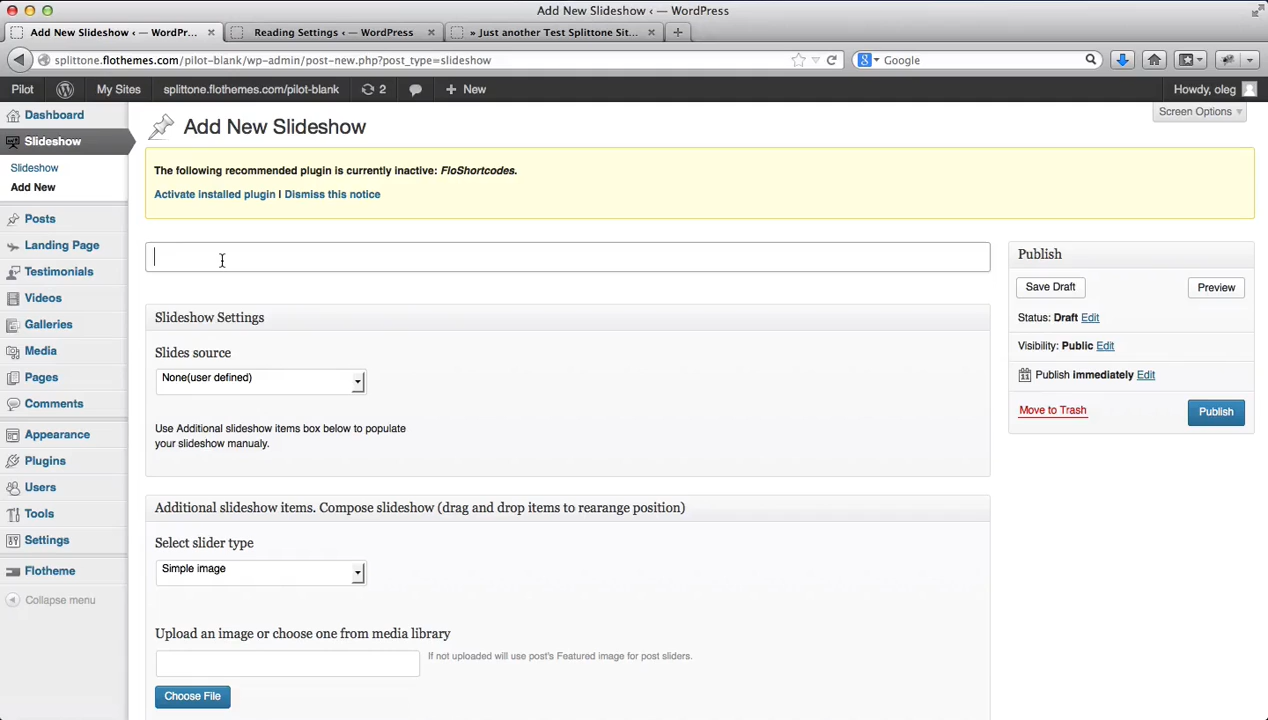 Add New Slideshow ‹ — WordPress
Add New Slideshow ‹ — WordPr...
Reading Settings ‹ — WordPress
» Just another Test Splittone Sit...
splittone.flothemes.com/pilot-blank/wp-admin/post-new.php?post_type=slideshow
Google
Pilot
My Sites
splittone.flothemes.com/pilot-blank
2
New
Howdy, oleg
Dashboard
Slideshow
Slideshow
Add New
Posts
Landing Page
Testimonials
Videos
Galleries
Media
Pages
Comments
Appearance
Plugins
Users
Tools
Settings
Flotheme
Collapse menu
Screen Options
Add New Slideshow
The following recommended plugin is currently inactive: FloShortcodes.
Activate installed plugin | Dismiss this notice
Slideshow Settings
Slides source
None(user defined)
Use Additional slideshow items box below to populate
your slideshow manualy.
Additional slideshow items. Compose slideshow (drag and drop items to rearrange position)
Select slider type
Simple image
Upload an image or choose one from media library
If not uploaded will use post's Featured image for post sliders.
Choose File
Publish
Save Draft
Preview
Status: Draft Edit
Visibility: Public Edit
Publish immediately Edit
Move to Trash
Publish